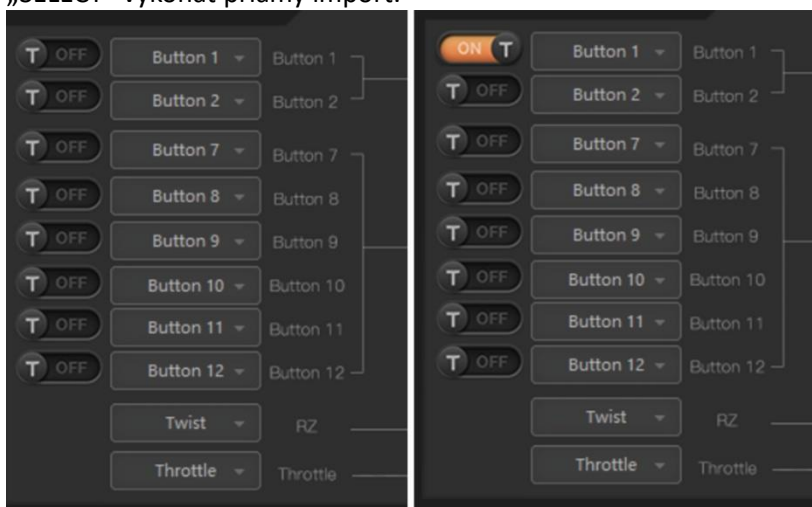 „SELECT“ vykonať priamy import.
T OFF Button 1 Button 1
T OFF Button 2 Button 2
T OFF Button 7 Button 7
T OFF Button 8 Button 8
T OFF Button 9 Button 9
T OFF Button 10 Button 10
T OFF Button 11 Button 11
T OFF Button 12 Button 12
Twist RZ
Throttle Throttle
ON T Button 1 Button 1
T OFF Button 2 Button 2
T OFF Button 7 Button 7
T OFF Button 8 Button 8
T OFF Button 9 Button 9
T OFF Button 10 Button 10
T OFF Button 11 Button 11
T OFF Button 12 Button 12
Twist RZ
Throttle Throttle